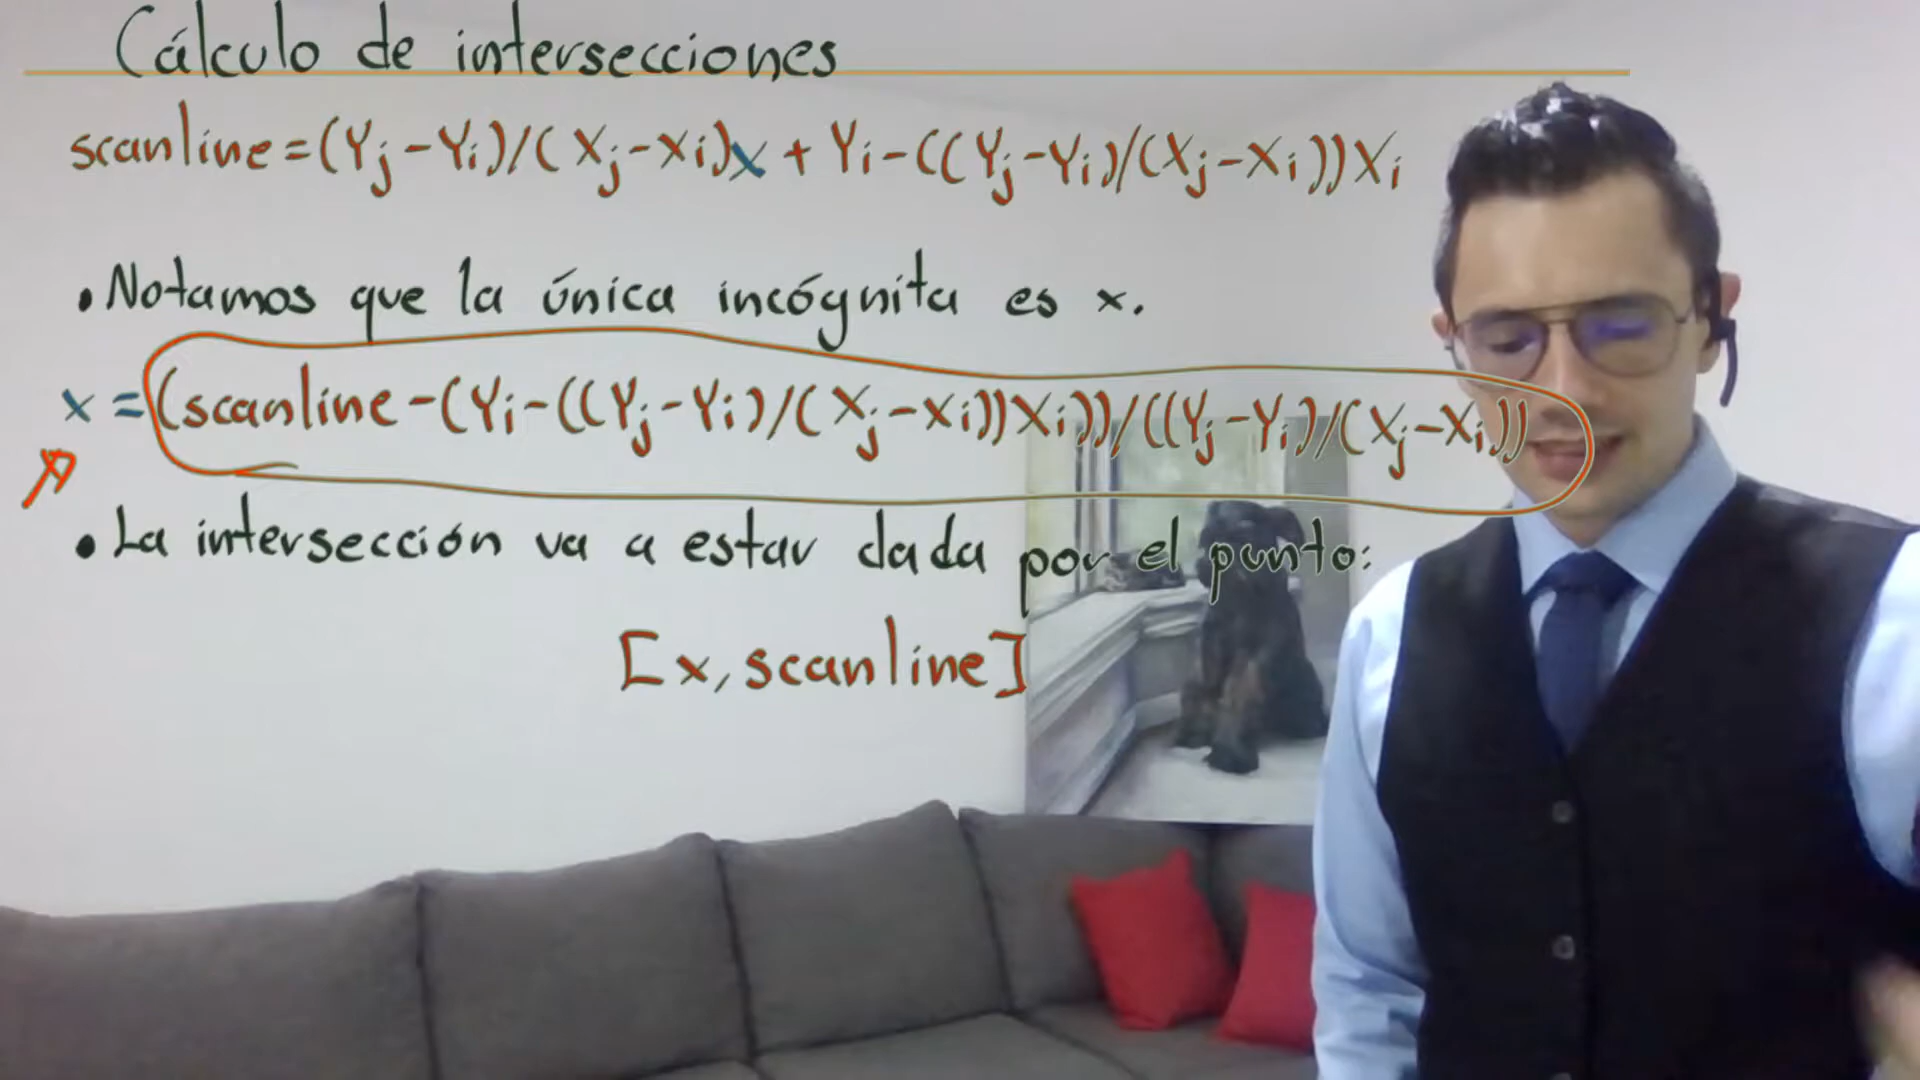 Cálculo de intersecciones
scanline=(Yj-Yi)/(Xj-Xi)x + Yi-((Yj-Yi)/(Xj-Xi))Xi
• Notamos que la única incógnita es x.
x = (scanline-(Yi-((Yj-Yi)/(Xj-Xi))Xi))/((Yj-Yi)/(Xj-Xi))
• La intersección va a estar dada por el punto:
[x, scanline]